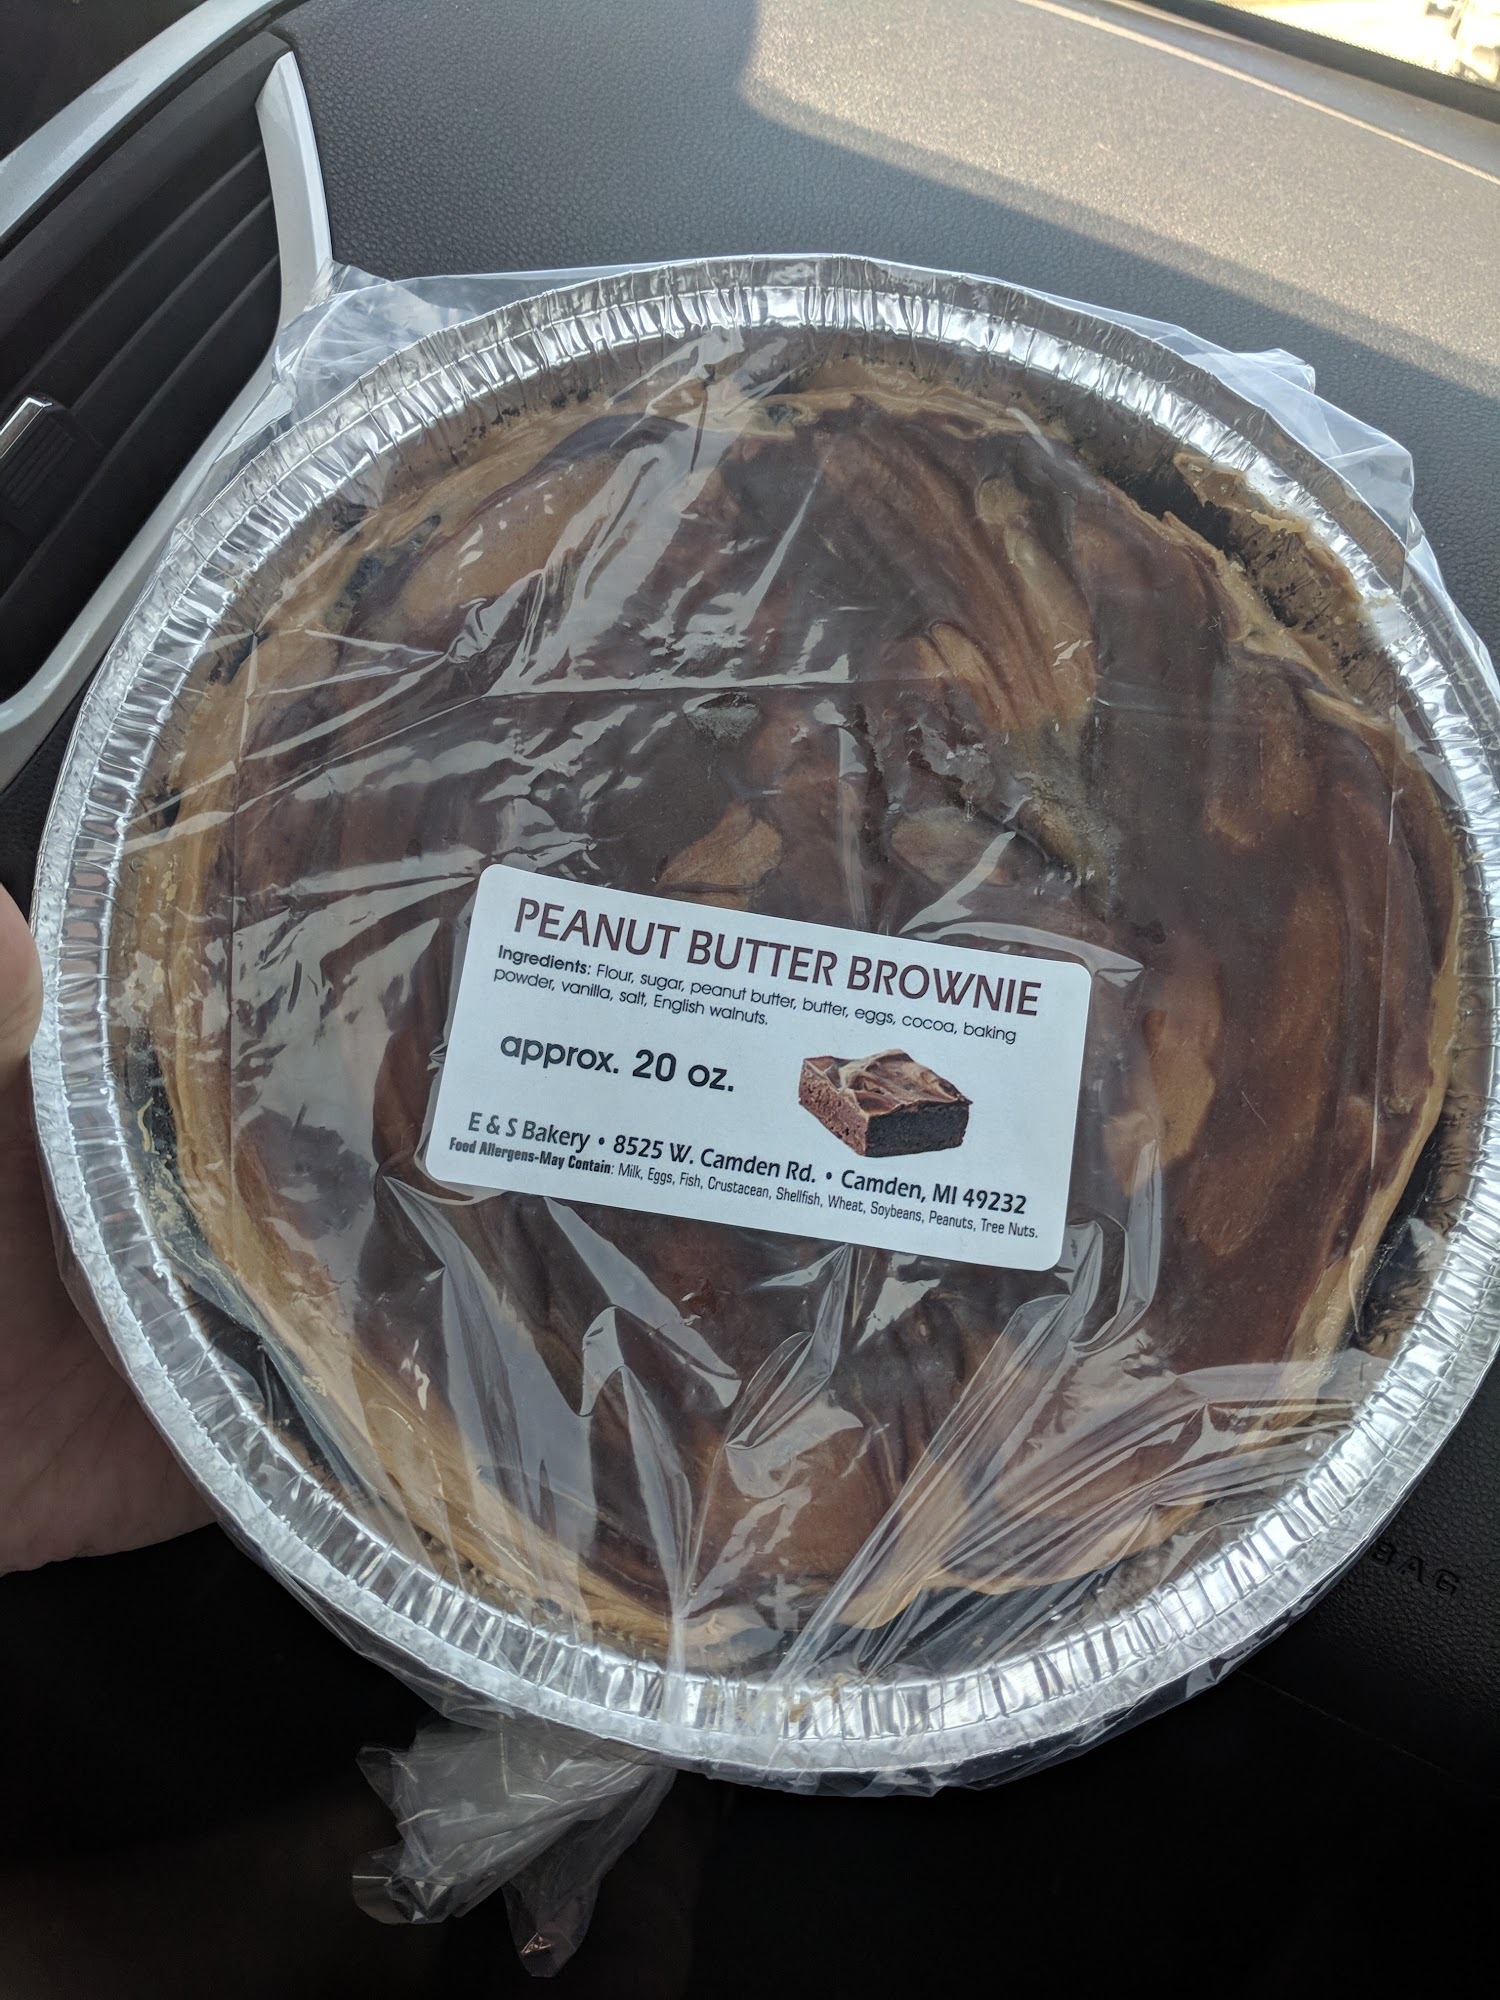 PEANUT BUTTER BROWNIE
Ingredients: Flour, sugar, peanut butter, butter, eggs, cocoa, baking
powder, vanilla, salt, English walnuts.
approx. 20 oz.
E & S Bakery • 8525 W. Camden Rd. • Camden, MI 49232
Food Allergens-May Contain: Milk, Eggs, Fish, Crustacean, Shellfish, Wheat, Soybeans, Peanuts, Tree Nuts.
BAG